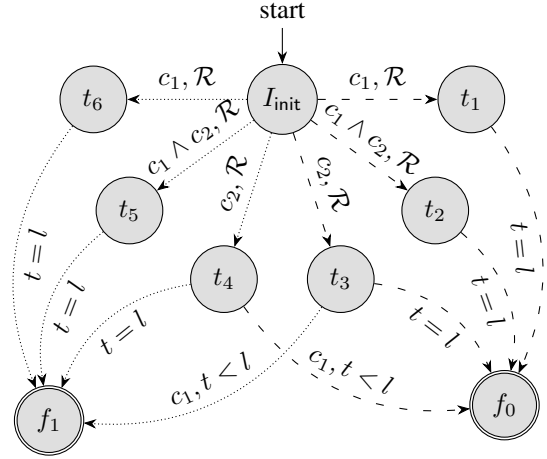 start
t₆
c₁, ℛ
I_init
c₁, ℛ
t₁
c₁ ∧ c₂, ℛ
c₁ ∧ c₂, ℛ
c₂, ℛ
c₂, ℛ
t₅
t₂
t = l
t = l
t₄
t₃
t = l
t = l
t = l
t = l
c₁, t < l
c₁, t < l
f₁
f₀